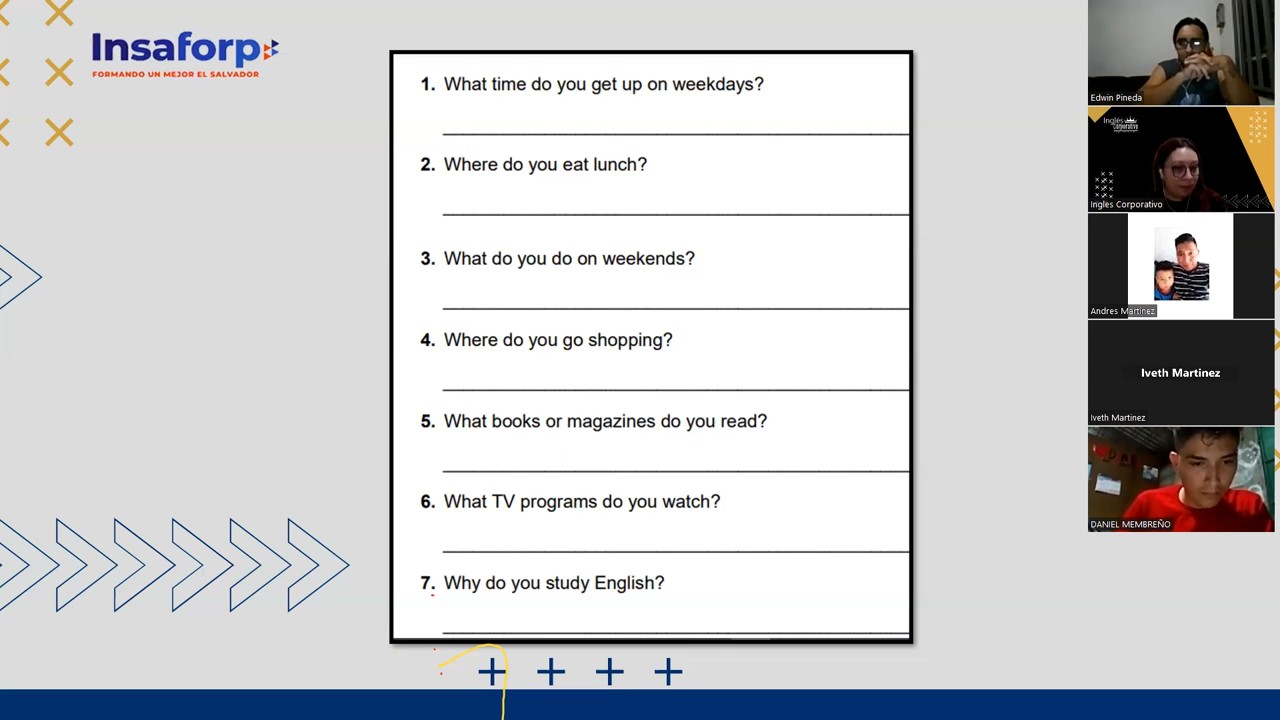 Insaforp
FORMANDO UN MEJOR EL SALVADOR
1. What time do you get up on weekdays?
2. Where do you eat lunch?
3. What do you do on weekends?
4. Where do you go shopping?
5. What books or magazines do you read?
6. What TV programs do you watch?
7. Why do you study English?
Edwin Pineda
Inglés
Corporativo
Ingles Corporativo
Andres Martinez
Iveth Martinez
Iveth Martinez
DANIEL MEMBREÑO